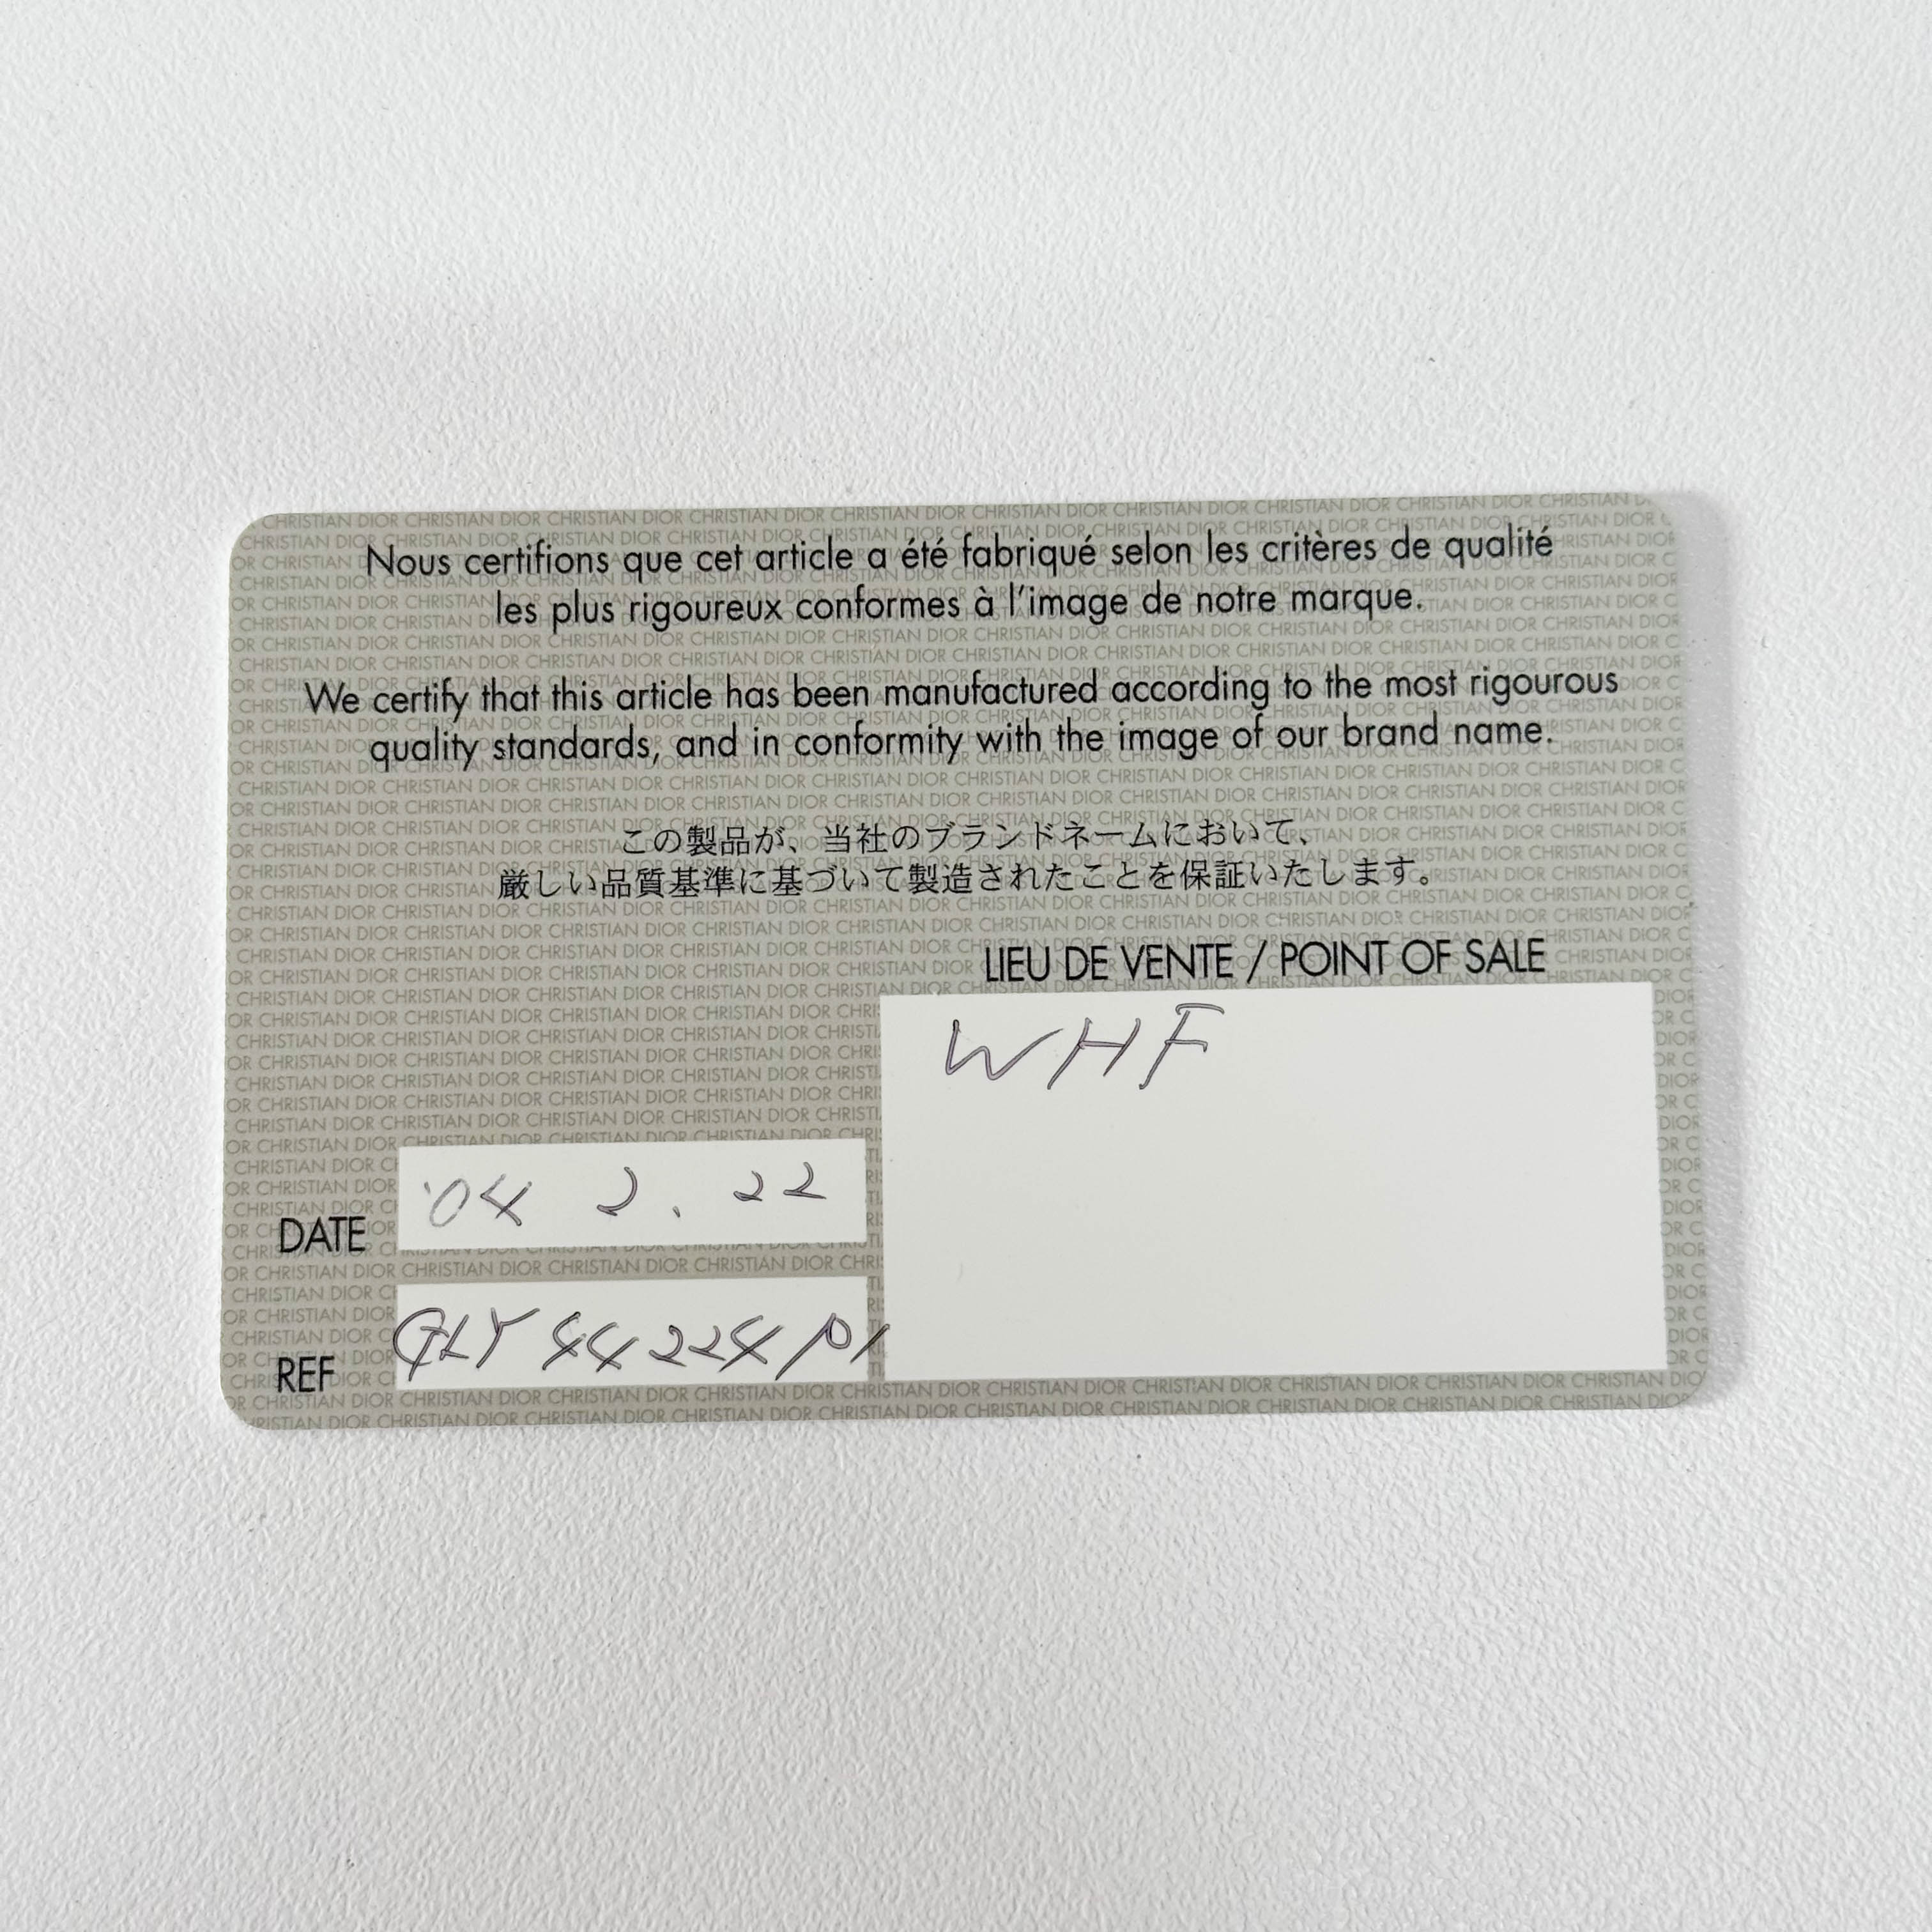 Nous certifions que cet article a été fabriqué selon les critères de qualité
les plus rigoureux conformes à l'image de notre marque.
We certify that this article has been manufactured according to the most rigourous
quality standards, and in conformity with the image of our brand name.
この製品が、当社のブランドネームにおいて、
厳しい品質基準に基づいて製造されたことを保証いたします。
LIEU DE VENTE / POINT OF SALE
WHF
DATE '04 2. 22
REF
CHRISTIAN DIOR